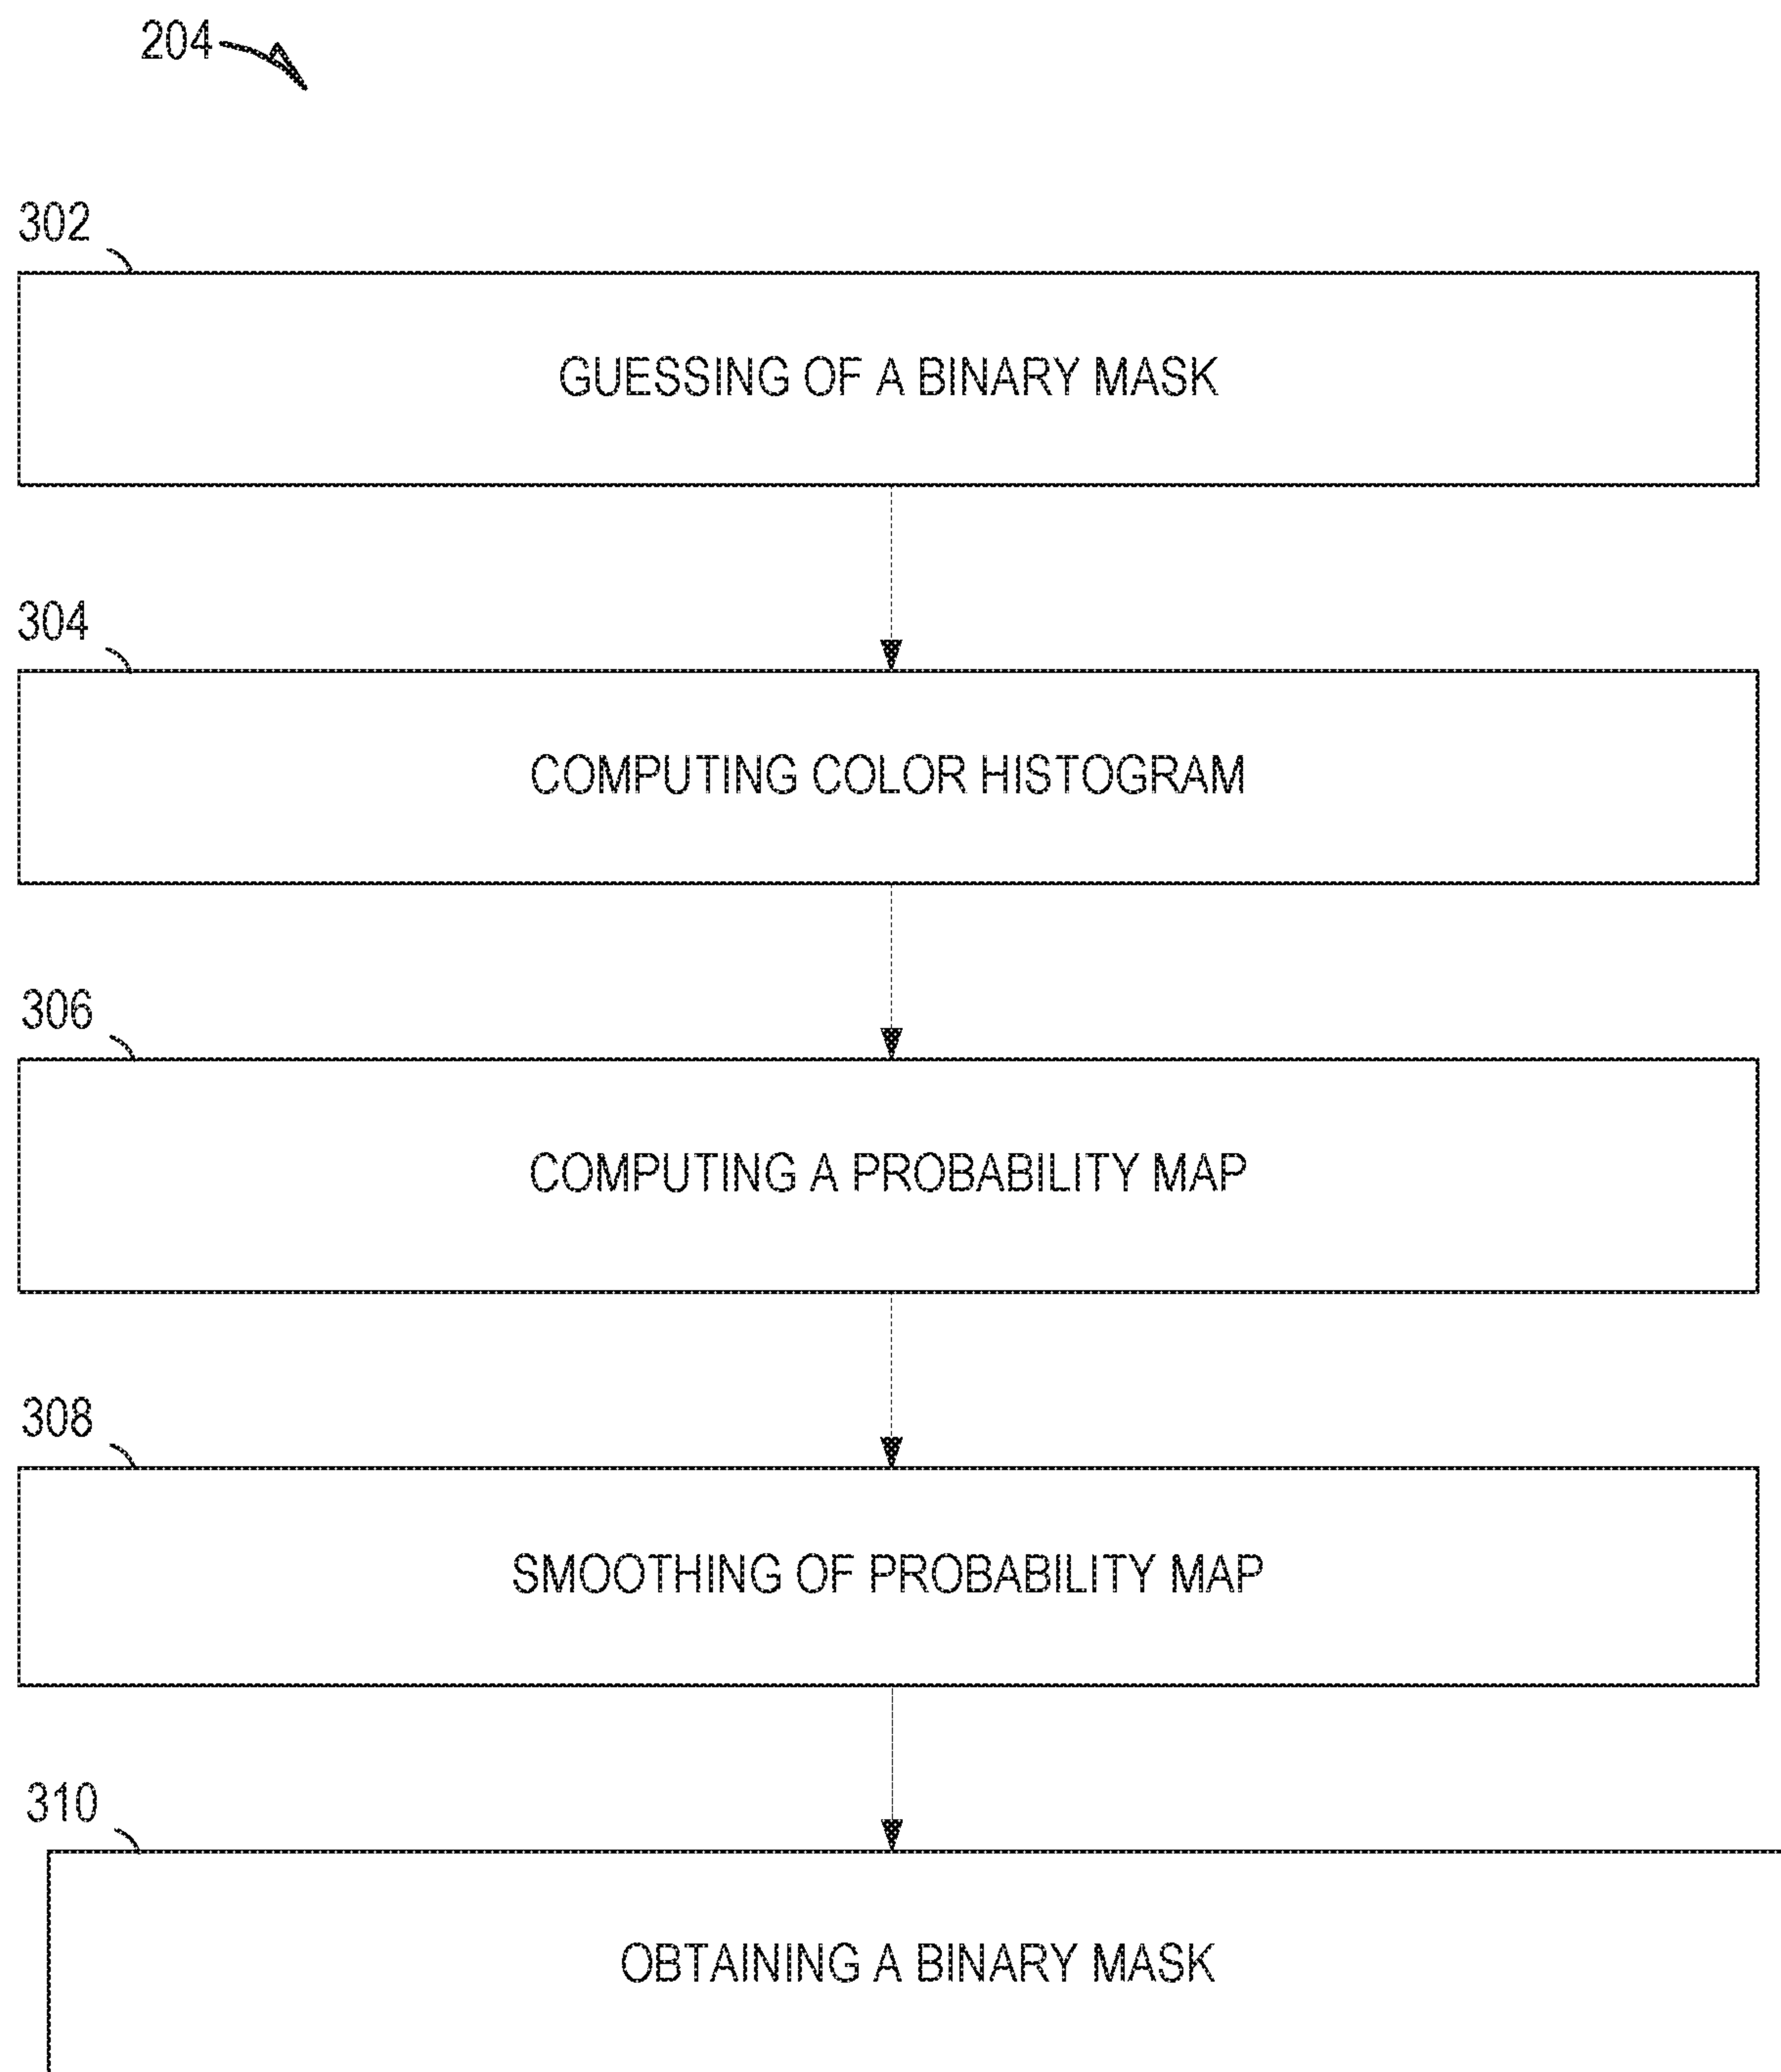 204
302
GUESSING OF A BINARY MASK
304
COMPUTING COLOR HISTOGRAM
306
COMPUTING A PROBABILITY MAP
308
SMOOTHING OF PROBABILITY MAP
310
OBTAINING A BINARY MASK